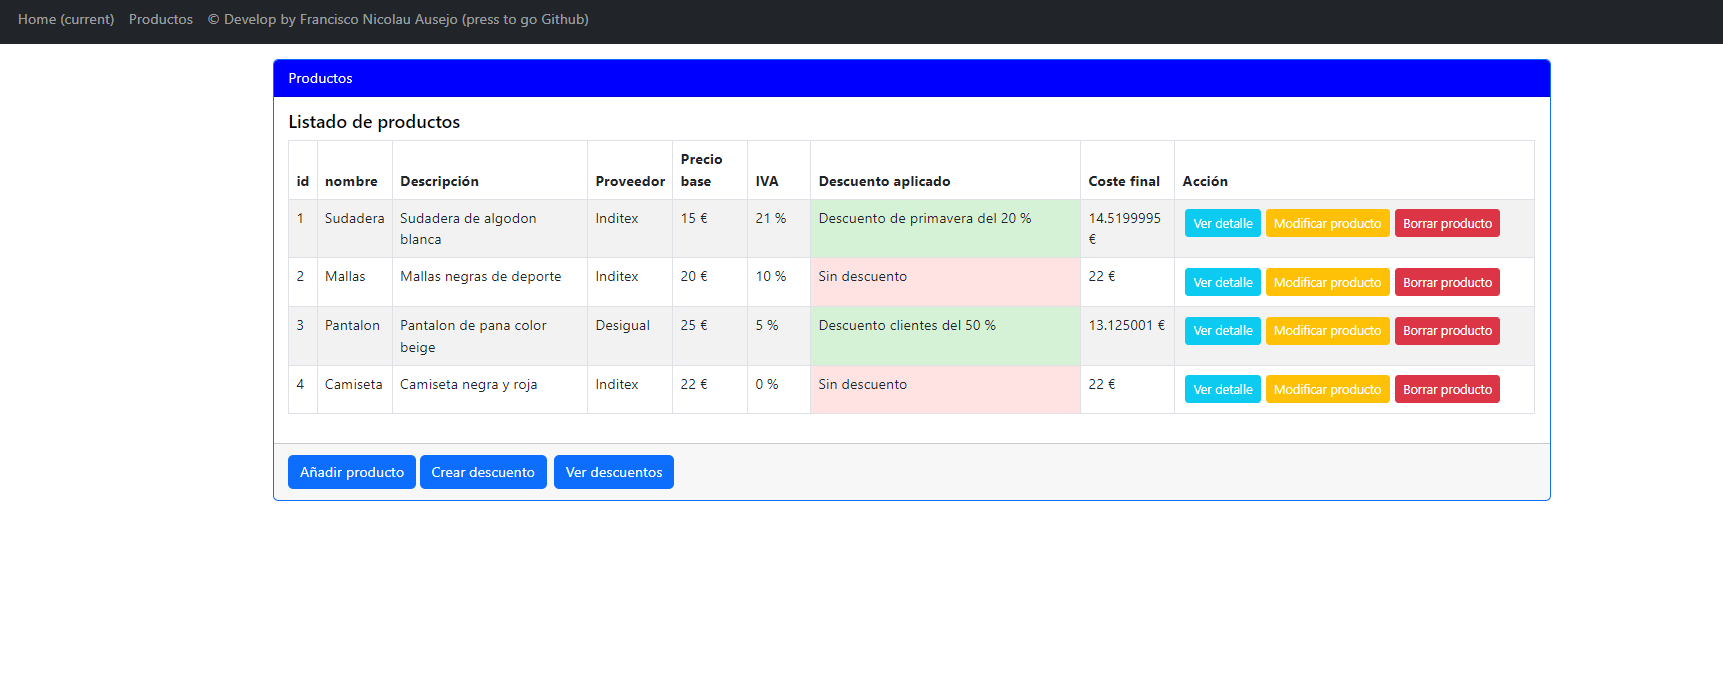 Home (current) Productos © Develop by Francisco Nicolau Ausejo (press to go Github)
Productos
Listado de productos
id nombre Descripción Proveedor Precio base IVA Descuento aplicado Coste final Acción
1 Sudadera Sudadera de algodon blanca Inditex 15 € 21 % Descuento de primavera del 20 % 14.5199995 € Ver detalle Modificar producto Borrar producto
2 Mallas Mallas negras de deporte Inditex 20 € 10 % Sin descuento 22 € Ver detalle Modificar producto Borrar producto
3 Pantalon Pantalon de pana color beige Desigual 25 € 5 % Descuento clientes del 50 % 13.125001 € Ver detalle Modificar producto Borrar producto
4 Camiseta Camiseta negra y roja Inditex 22 € 0 % Sin descuento 22 € Ver detalle Modificar producto Borrar producto
Añadir producto Crear descuento Ver descuentos